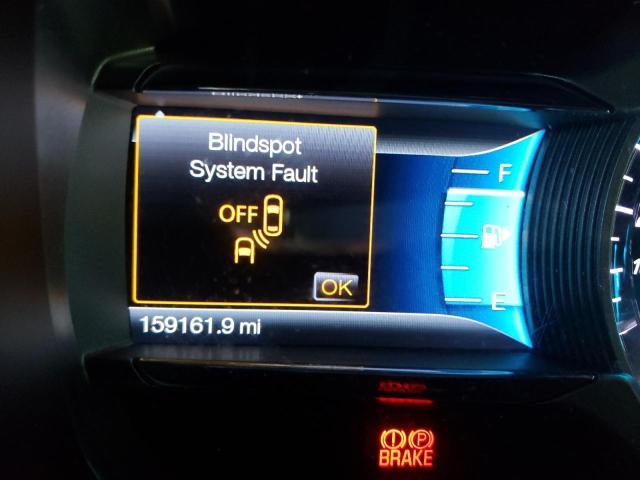 Blindspot
System Fault
OFF
OK
F
E
159161.9 mi
P
BRAKE